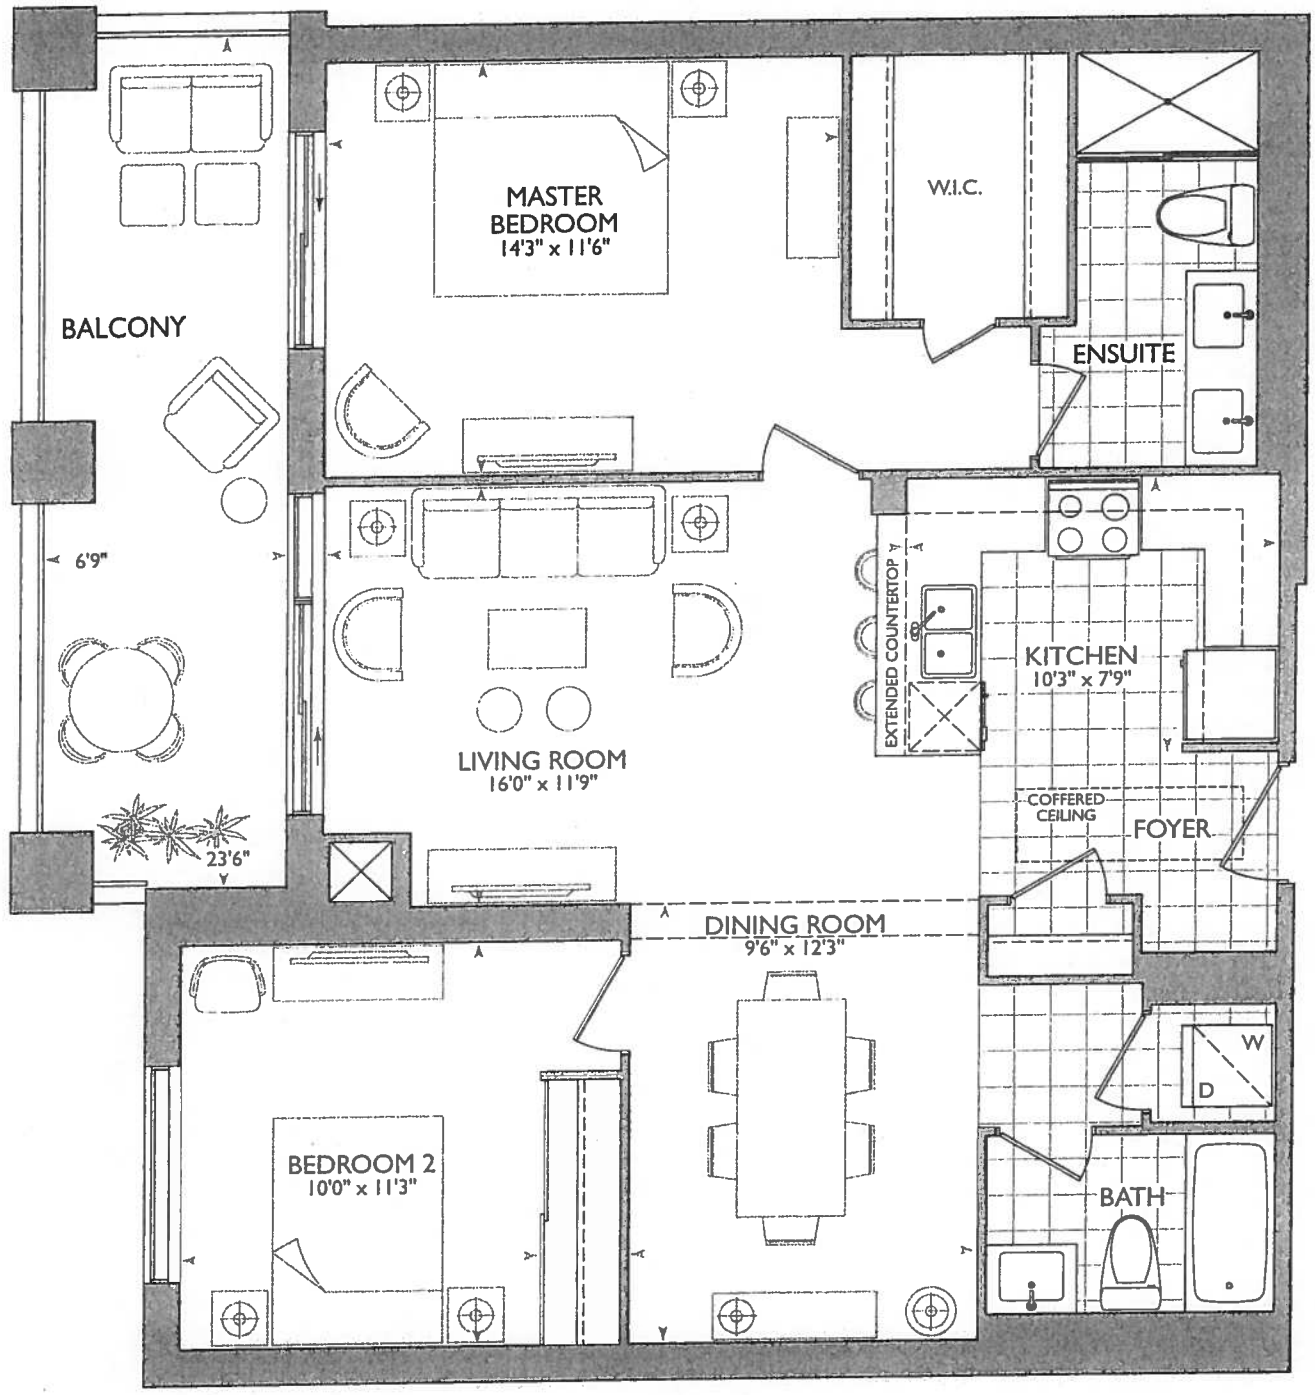 MASTER
BEDROOM
14'3" x 11'6"
W.I.C.
BALCONY
ENSUITE
6'9"
EXTENDED COUNTERTOP
KITCHEN
10'3" x 7'9"
LIVING ROOM
16'0" x 11'9"
COFFERED
CEILING
FOYER
23'6"
DINING ROOM
9'6" x 12'3"
W
D
BEDROOM 2
10'0" x 11'3"
BATH